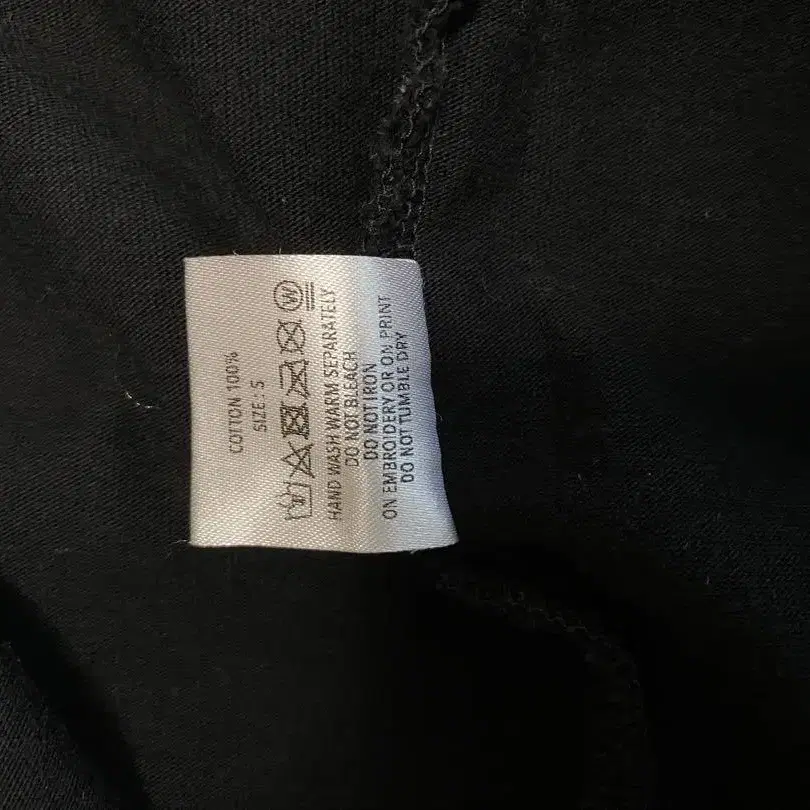 COTTON 100%
SIZE: S
W
HAND WASH WARM SEPARATELY
DO NOT BLEACH
DO NOT IRON
ON EMBROIDERY OR ON PRINT
DO NOT TUMBLE DRY